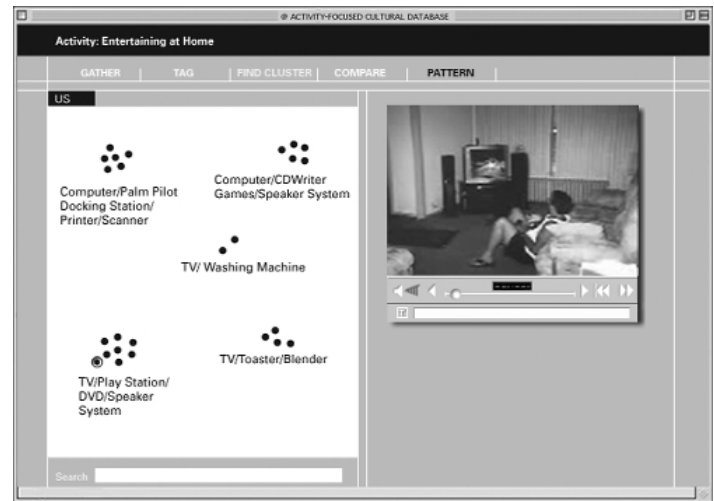 @ ACTIVITY-FOCUSED CULTURAL DATABASE
Activity: Entertaining at Home
GATHER | TAG | FIND CLUSTER | COMPARE PATTERN |
US
Computer/Palm Pilot
Docking Station/
Printer/Scanner
Computer/CDWriter
Games/Speaker System
TV/ Washing Machine
TV/Play Station/
DVD/Speaker
System
TV/Toaster/Blender
Search